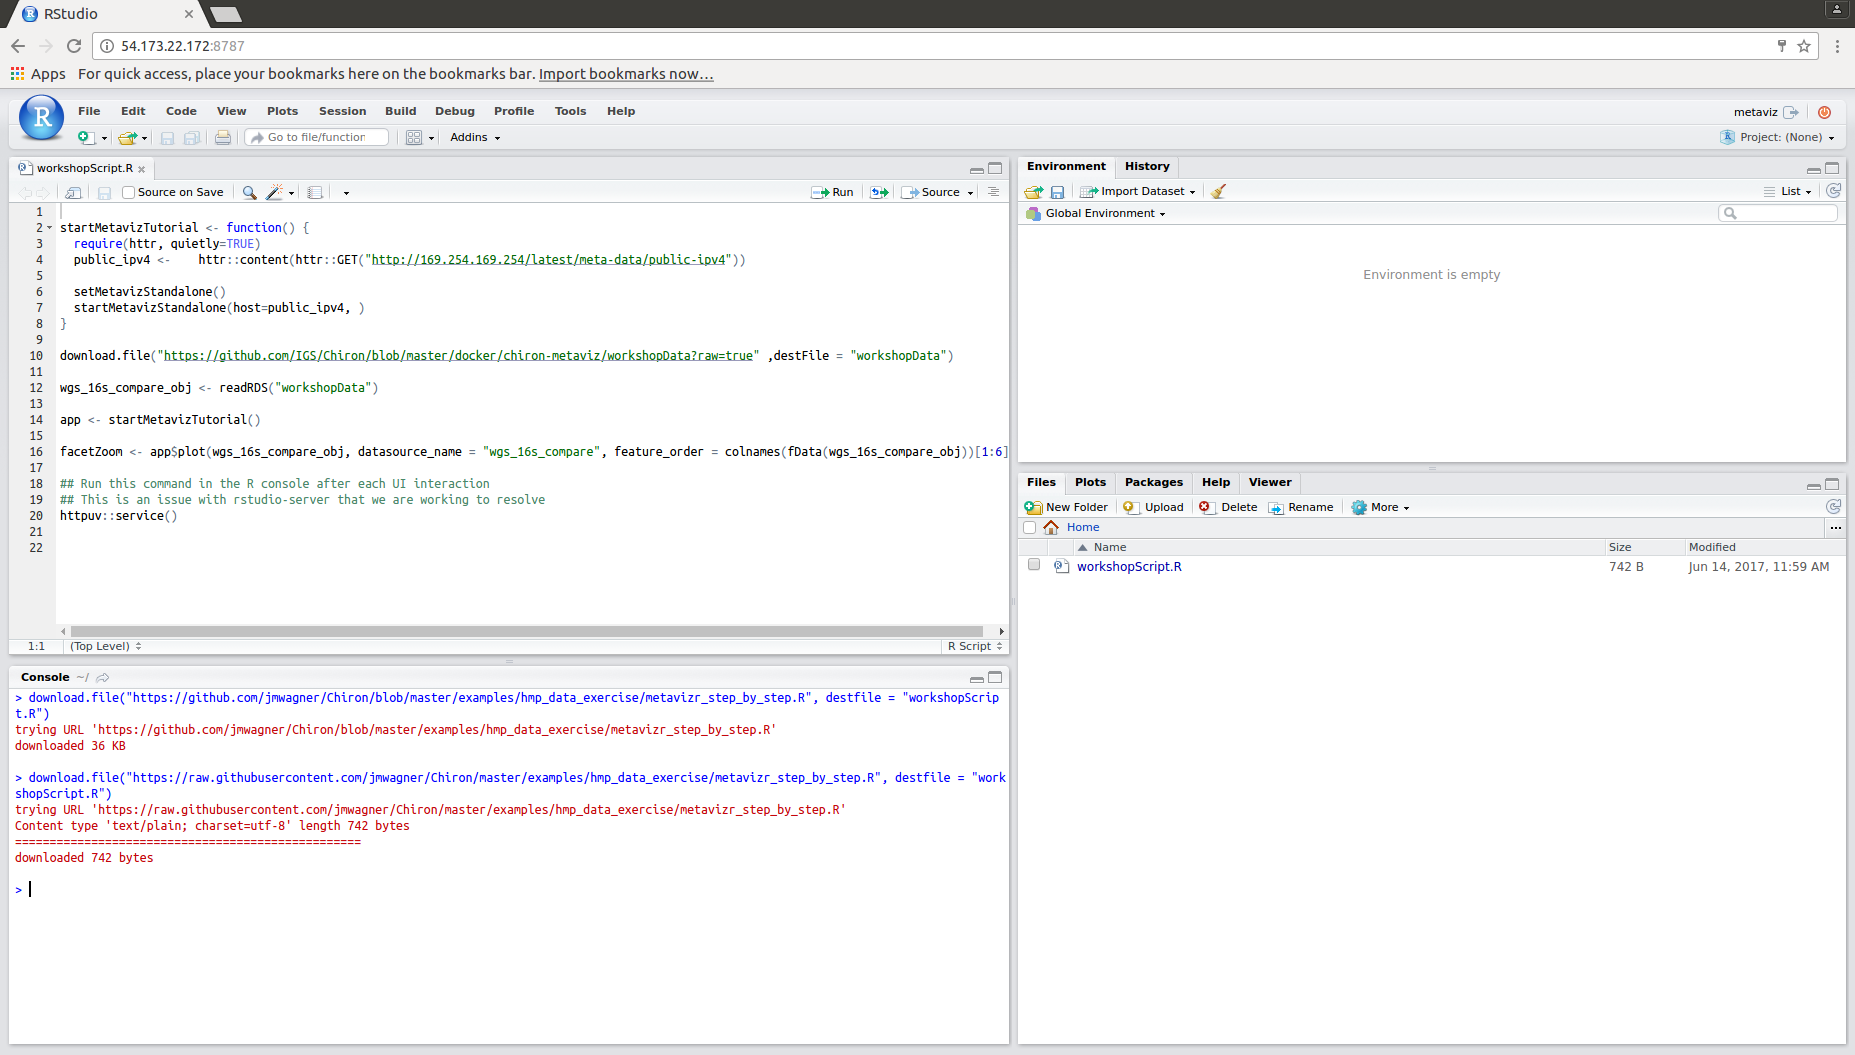 RStudio
54.173.22.172:8787
Apps For quick access, place your bookmarks here on the bookmarks bar. Import bookmarks now...
R File Edit Code View Plots Session Build Debug Profile Tools Help
metaviz
Go to file/function Addins
Project: (None)
workshopScript.R
Source on Save Run Source
1
2 startMetavizTutorial <- function() {
3 require(httr, quietly=TRUE)
4 public_ipv4 <-    httr::content(httr::GET("http://169.254.169.254/latest/meta-data/public-ipv4"))
5
6 setMetavizStandalone()
7 startMetavizStandalone(host=public_ipv4, )
8 }
9
10 download.file("https://github.com/IGS/Chiron/blob/master/docker/chiron-metaviz/workshopData?raw=true" ,destFile = "workshopData")
11
12 wgs_16s_compare_obj <- readRDS("workshopData")
13
14 app <- startMetavizTutorial()
15
16 facetZoom <- app$plot(wgs_16s_compare_obj, datasource_name = "wgs_16s_compare", feature_order = colnames(fData(wgs_16s_compare_obj))[1:6]
17
18 ## Run this command in the R console after each UI interaction
19 ## This is an issue with rstudio-server that we are working to resolve
20 httpuv::service()
21
22
1:1 (Top Level) R Script
Console ~/
> download.file("https://github.com/jmwagner/Chiron/blob/master/examples/hmp_data_exercise/metavizr_step_by_step.R", destfile = "workshopScrip
t.R")
trying URL 'https://github.com/jmwagner/Chiron/blob/master/examples/hmp_data_exercise/metavizr_step_by_step.R'
downloaded 36 KB
> download.file("https://raw.githubusercontent.com/jmwagner/Chiron/master/examples/hmp_data_exercise/metavizr_step_by_step.R", destfile = "work
shopScript.R")
trying URL 'https://raw.githubusercontent.com/jmwagner/Chiron/master/examples/hmp_data_exercise/metavizr_step_by_step.R'
Content type 'text/plain; charset=utf-8' length 742 bytes
==================================================
downloaded 742 bytes
>
Environment History
Import Dataset List
Global Environment
Environment is empty
Files Plots Packages Help Viewer
New Folder Upload Delete Rename More
Home ...
Name Size Modified
workshopScript.R 742 B Jun 14, 2017, 11:59 AM